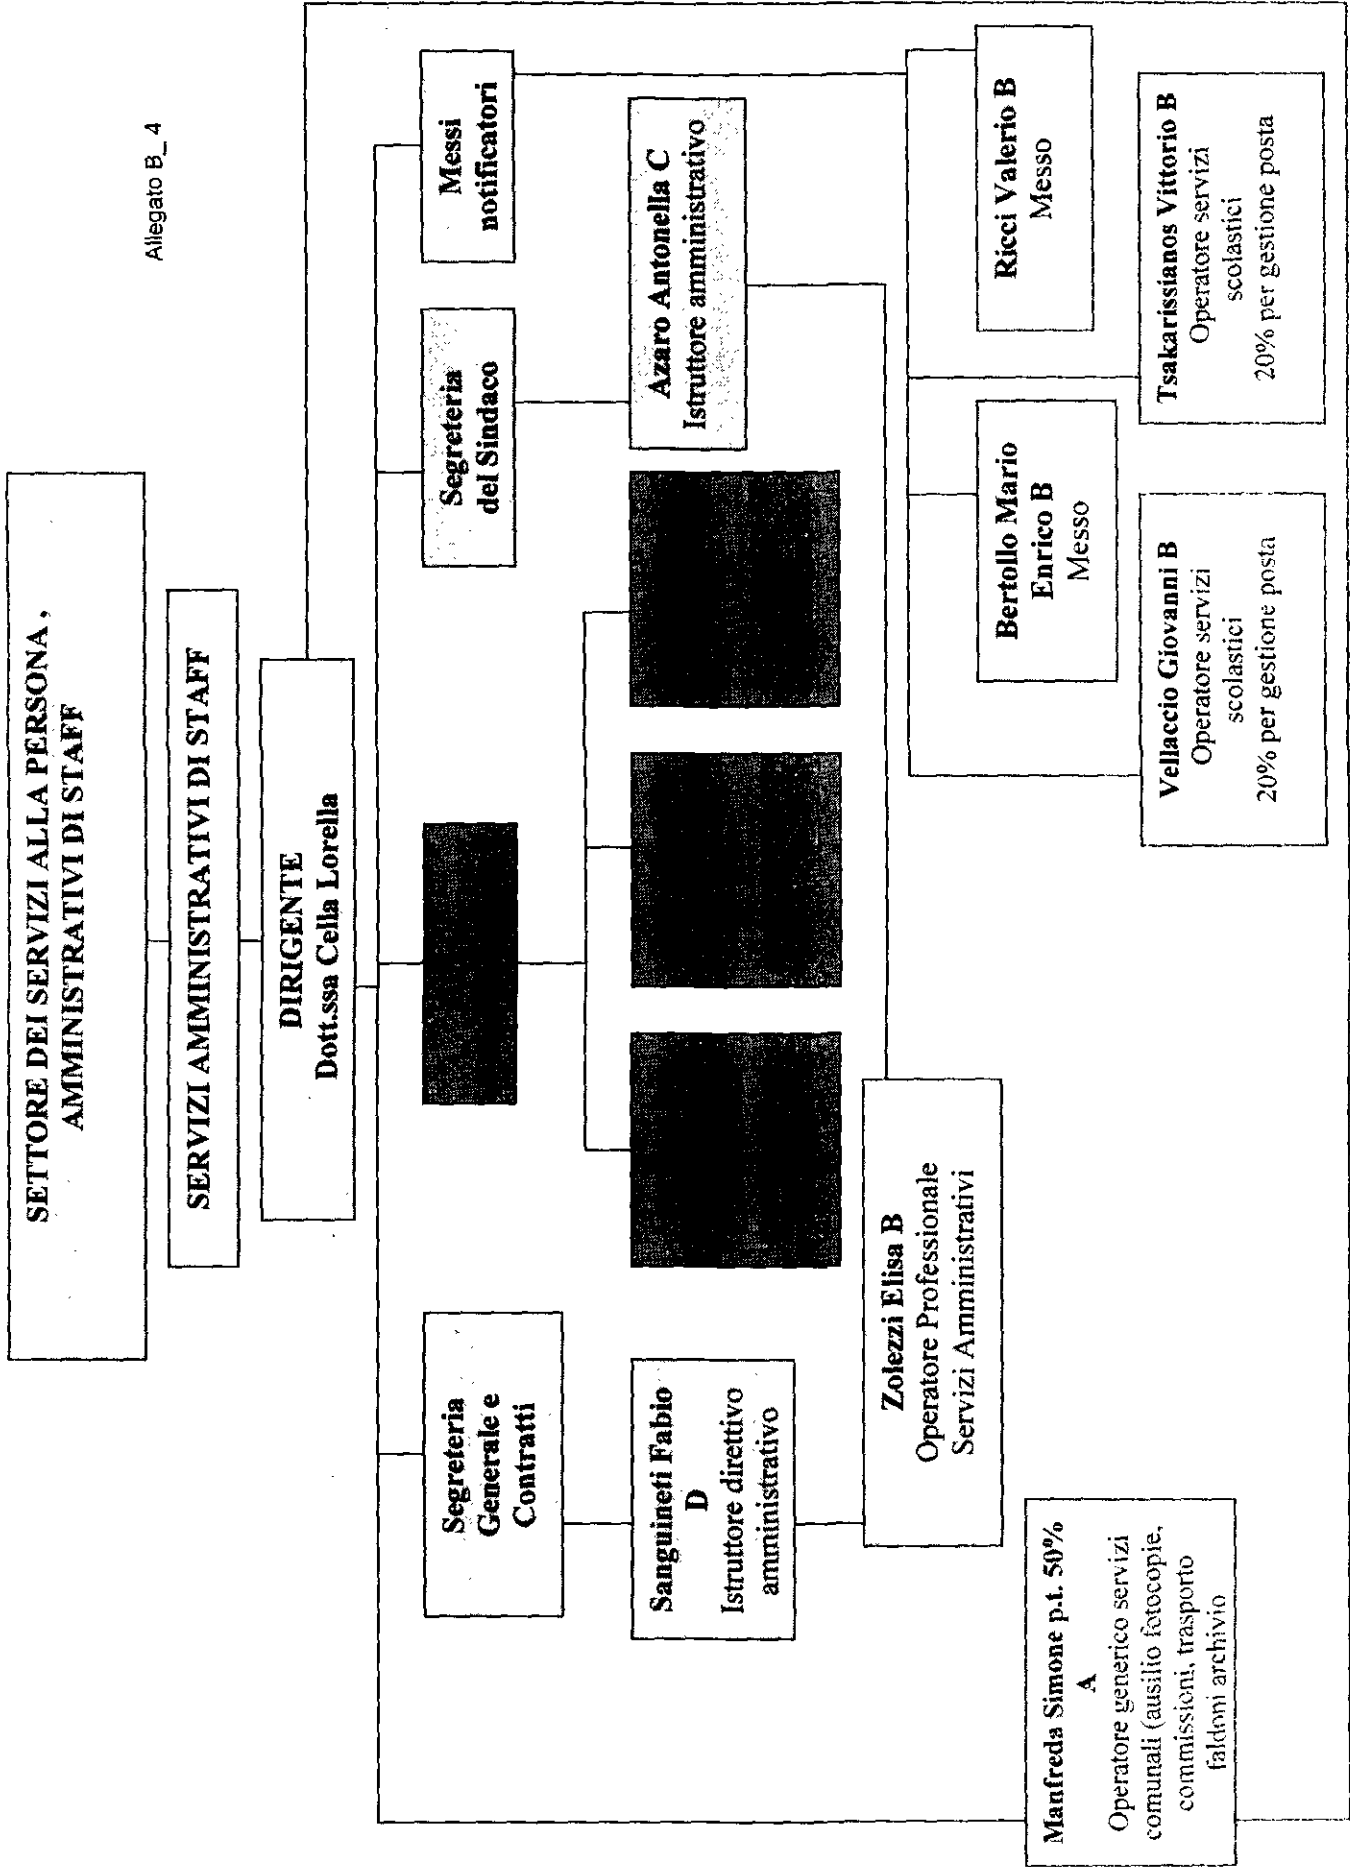 Allegato B_ 4
SETTORE DEI SERVIZI ALLA PERSONA ,
AMMINISTRATIVI DI STAFF
SERVIZI AMMINISTRATIVI DI STAFF
DIRIGENTE
Dott.ssa Cella Lorella
Segreteria
Generale e
Contratti
Segreteria
del Sindaco
Messi
notificatori
Sanguineti Fabio
D
Istruttore direttivo
amministrativo
Azaro Antonella C
Istruttore amministrativo
Zolezzi Elisa B
Operatore Professionale
Servizi Amministrativi
Bertollo Mario
Enrico B
Messo
Ricci Valerio B
Messo
Manfreda Simone p.t. 50%
A
Operatore generico servizi
comunali (ausilio fotocopie,
commissioni, trasporto
faldoni archivio
Vellaccio Giovanni B
Operatore servizi
scolastici
20% per gestione posta
Tsakarissianos Vittorio B
Operatore servizi
scolastici
20% per gestione posta